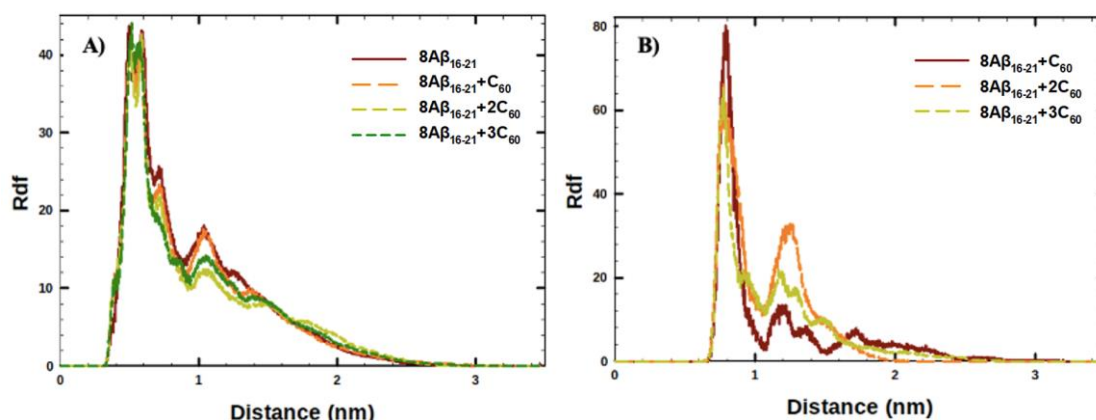 A)
8Aβ₁₆₋₂₁
8Aβ₁₆₋₂₁+C₆₀
8Aβ₁₆₋₂₁+2C₆₀
8Aβ₁₆₋₂₁+3C₆₀
40
30
20
10
0
Rdf
0 1 2 3
Distance (nm)
B)
8Aβ₁₆₋₂₁+C₆₀
8Aβ₁₆₋₂₁+2C₆₀
8Aβ₁₆₋₂₁+3C₆₀
80
60
40
20
0
Rdf
0 1 2 3
Distance (nm)